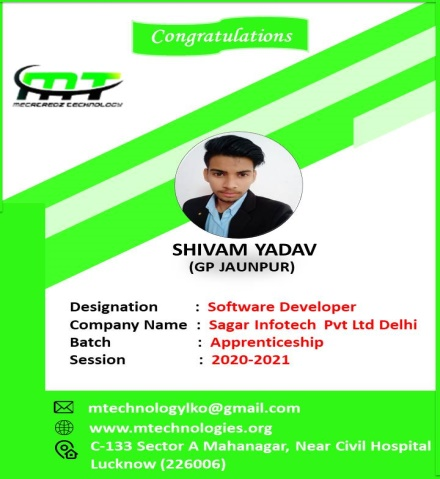 Congratulations
MT
MEGACREDZ TECHNOLOGY
SHIVAM YADAV
(GP JAUNPUR)
Designation : Software Developer
Company Name : Sagar Infotech Pvt Ltd Delhi
Batch : Apprenticeship
Session : 2020-2021
mtechnologylko@gmail.com
www.mtechnologies.org
C-133 Sector A Mahanagar, Near Civil Hospital
Lucknow (226006)